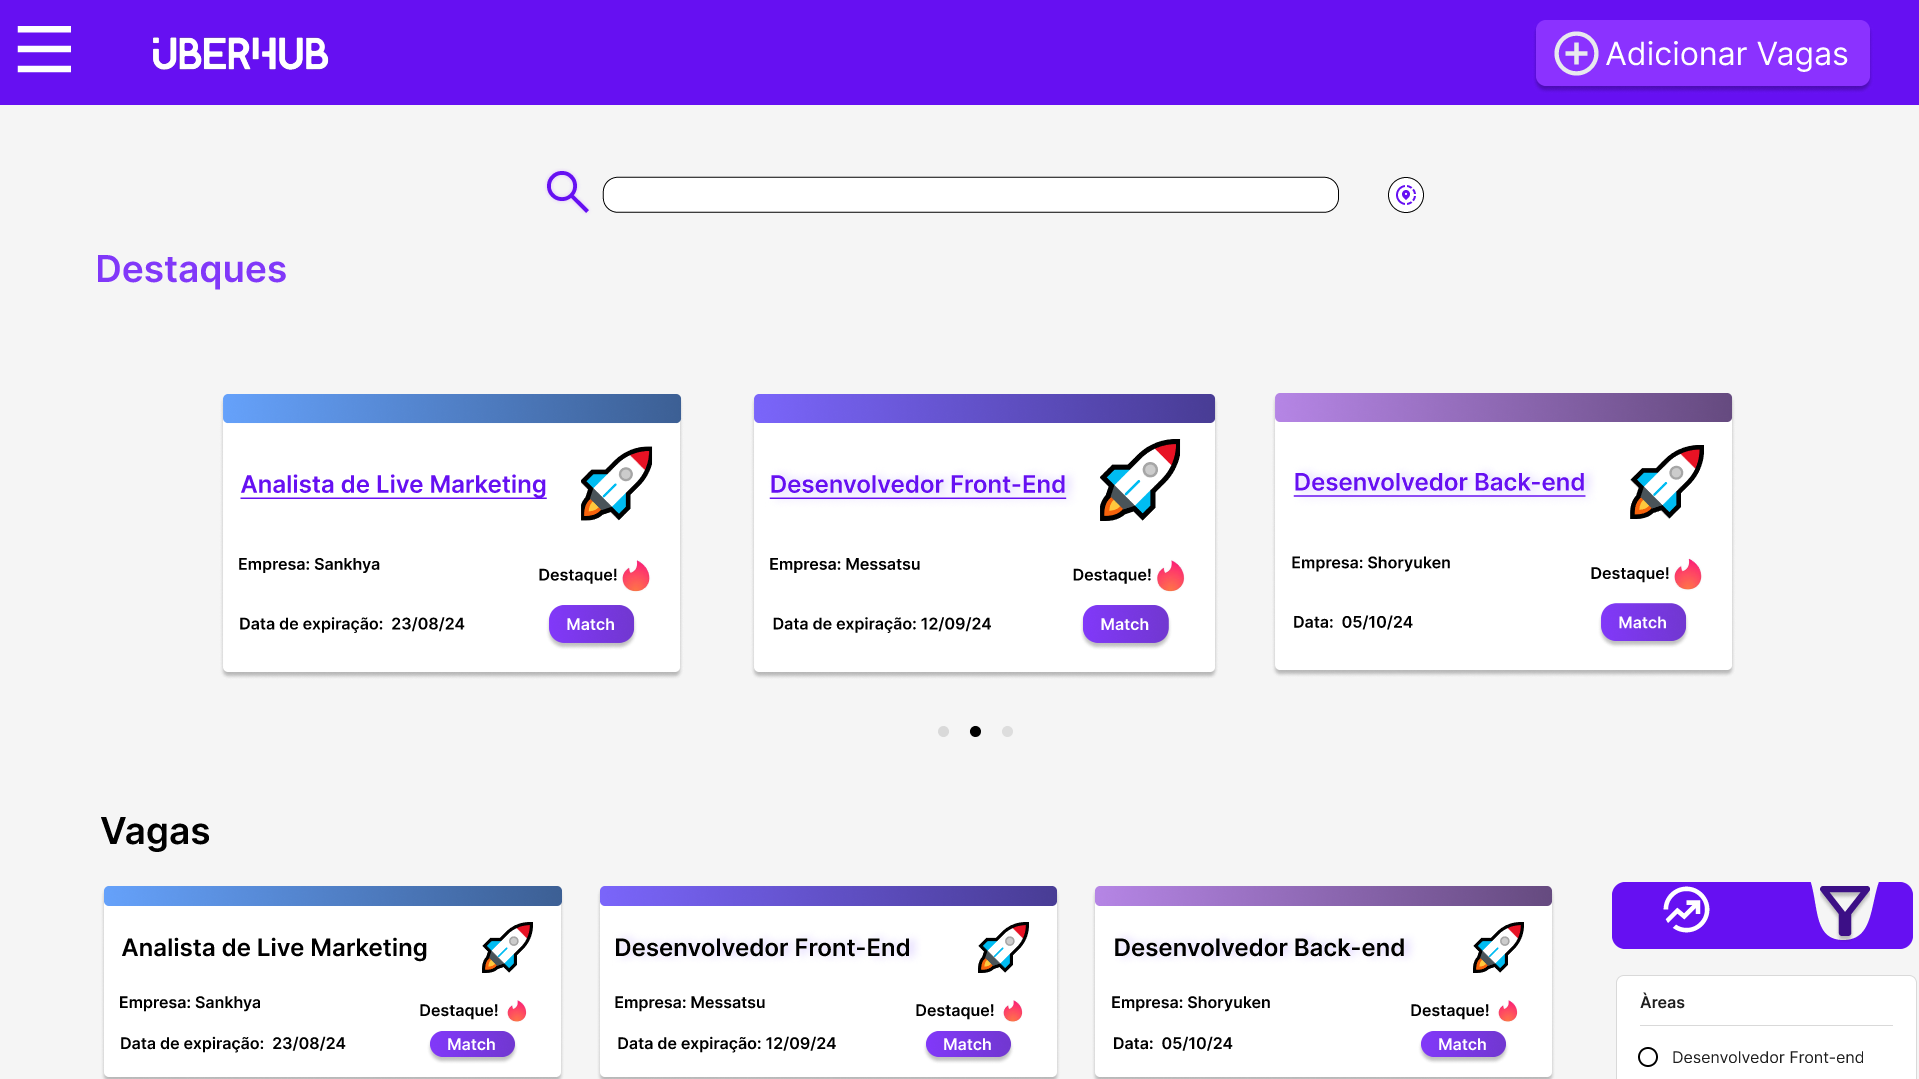 UBERHUB
Adicionar Vagas
Destaques
Analista de Live Marketing
Empresa: Sankhya
Destaque!
Data de expiração: 23/08/24
Match
Desenvolvedor Front-End
Empresa: Messatsu
Destaque!
Data de expiração: 12/09/24
Match
Desenvolvedor Back-end
Empresa: Shoryuken
Destaque!
Data: 05/10/24
Match
Vagas
Analista de Live Marketing
Empresa: Sankhya
Destaque!
Data de expiração: 23/08/24
Match
Desenvolvedor Front-End
Empresa: Messatsu
Destaque!
Data de expiração: 12/09/24
Match
Desenvolvedor Back-end
Empresa: Shoryuken
Destaque!
Data: 05/10/24
Match
Àreas
Desenvolvedor Front-end